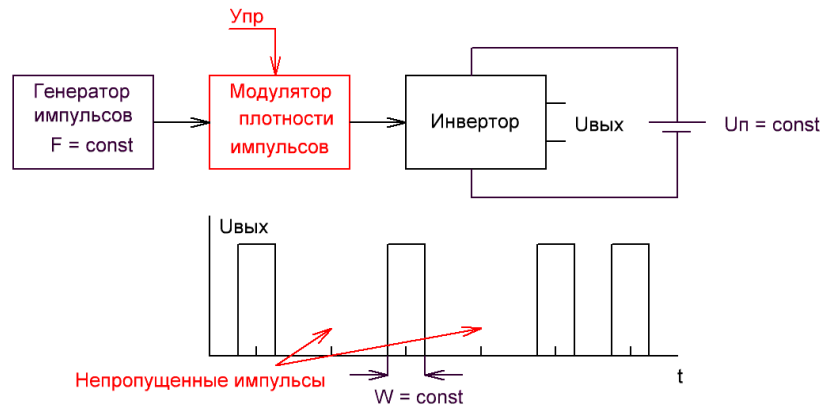 Uпр
Генератор
импульсов
F = const
Модулятор
плотности
импульсов
Инвертор
Uвых
Uп = const
Uвых
Непропущенные импульсы
W = const
t